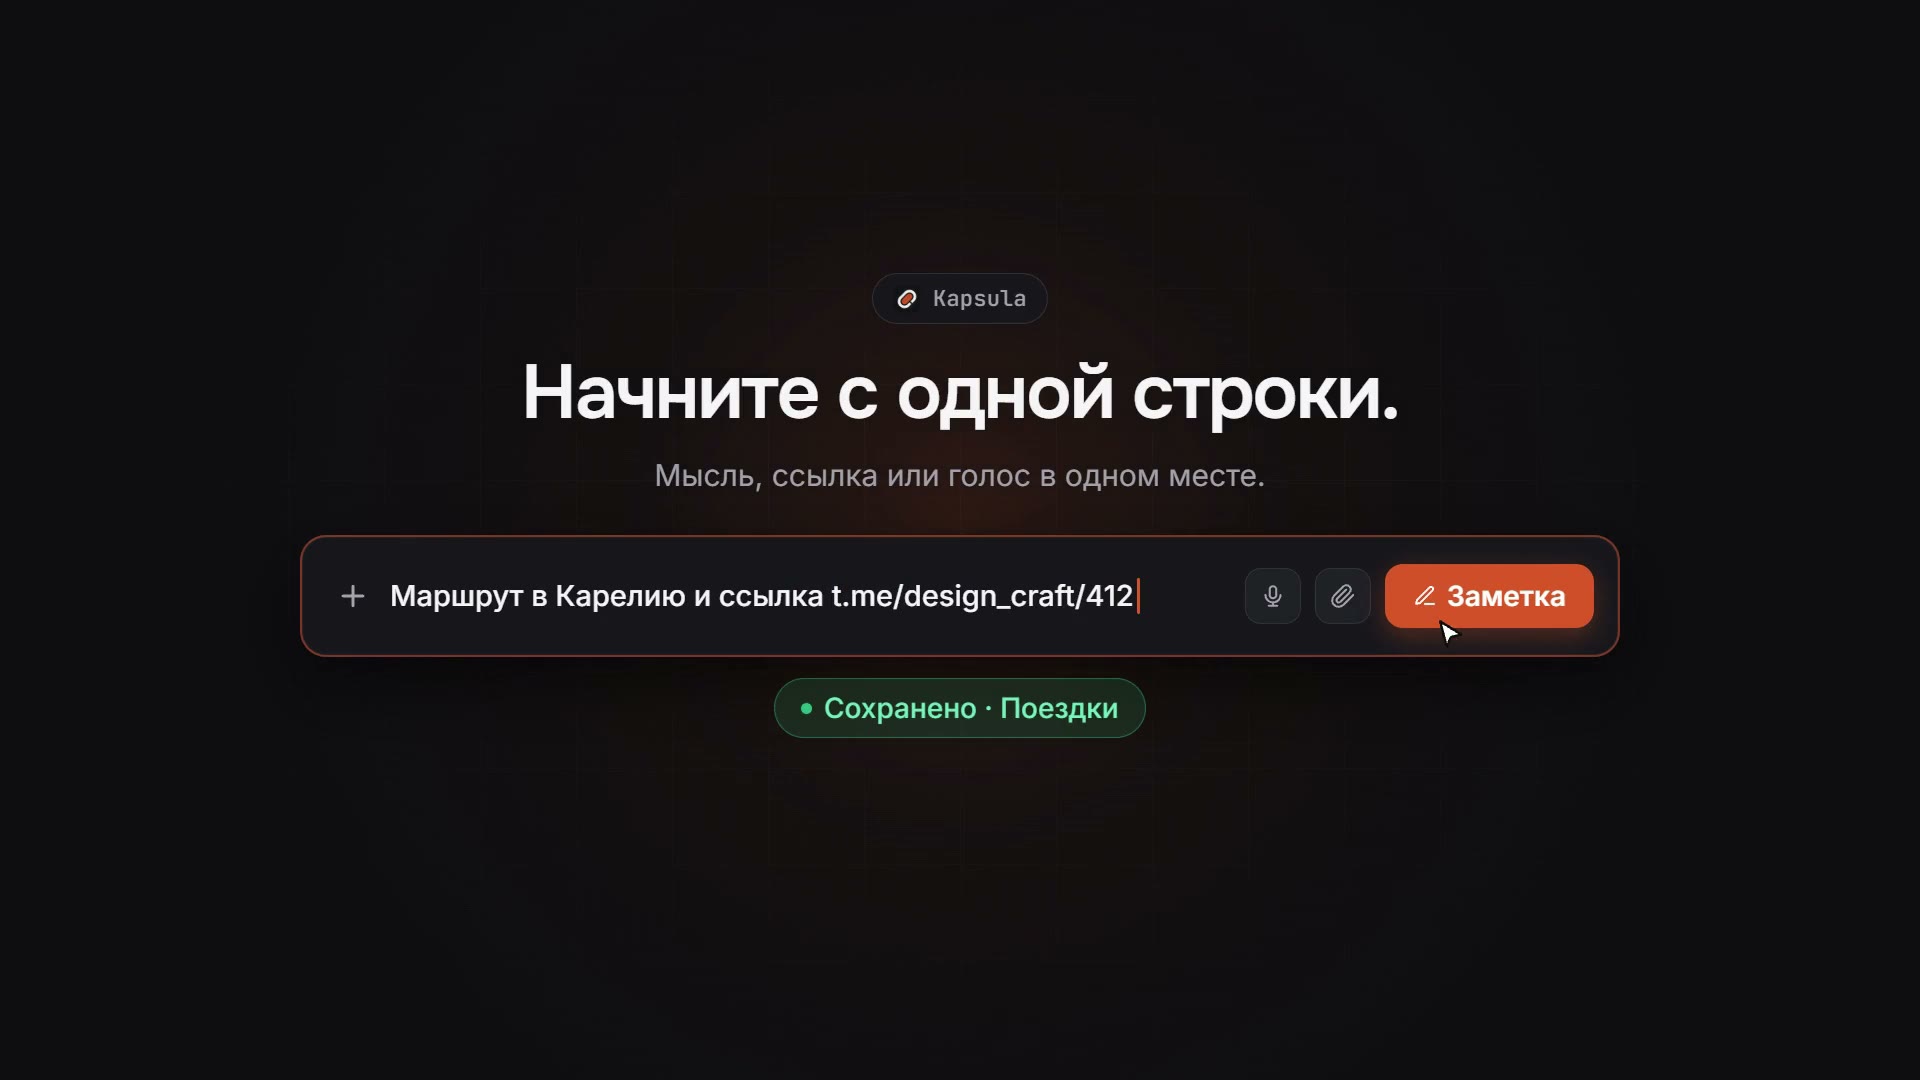 Kapsula
Начните с одной строки.
Мысль, ссылка или голос в одном месте.
Маршрут в Карелию и ссылка t.me/design_craft/412
Заметка
Сохранено · Поездки